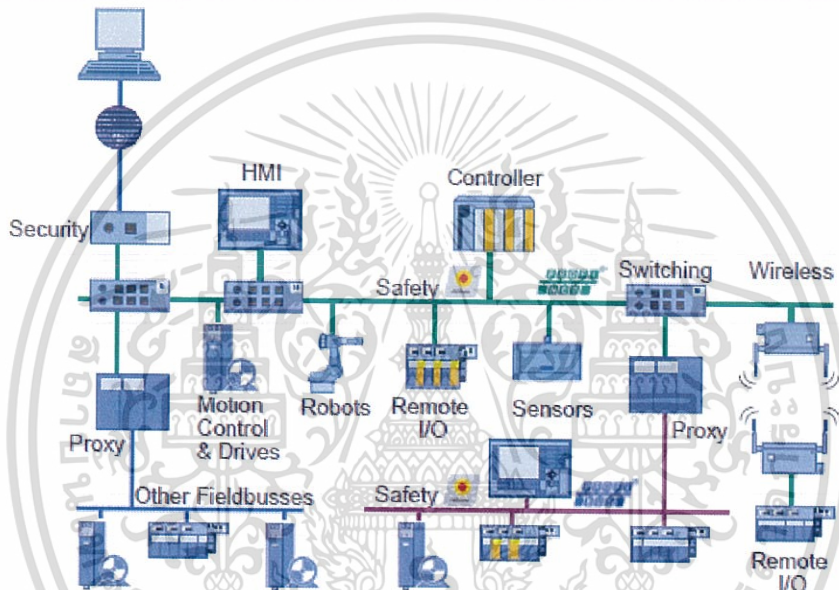 HMI
Controller
Security
Safety
Switching
Wireless
Motion
Control
& Drives
Robots
Remote
I/O
Sensors
Proxy
Proxy
Other Fieldbusses
Safety
Remote
I/O